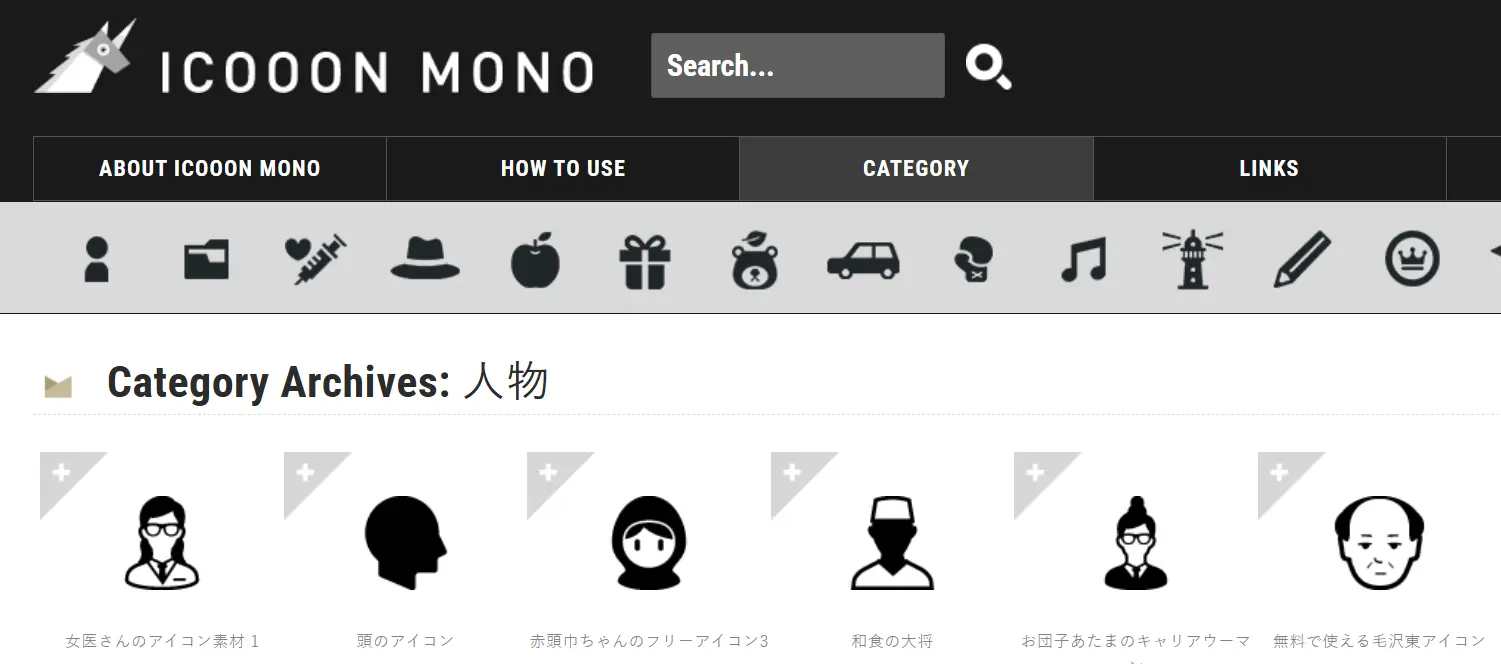 ICOOON MONO
Search...
ABOUT ICOOON MONO
HOW TO USE
CATEGORY
LINKS
Category Archives: 人物
女医さんのアイコン素材 1
頭のアイコン
赤頭巾ちゃんのフリーアイコン3
和食の大将
お団子あたまのキャリアウーマ
無料で使える毛沢東アイコン